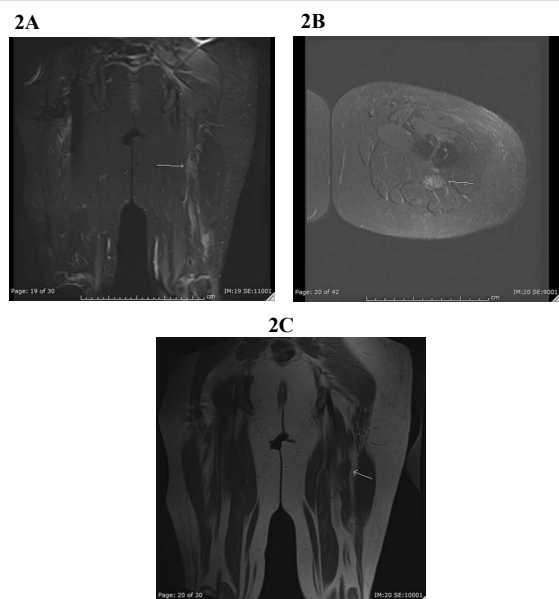 2A
2B
Page: 19 of 30
cm
IM:19 SE:11001
Page: 20 of 42
cm
IM:20 SE:9001
2C
Page: 20 of 30
cm
IM:20 SE:10001